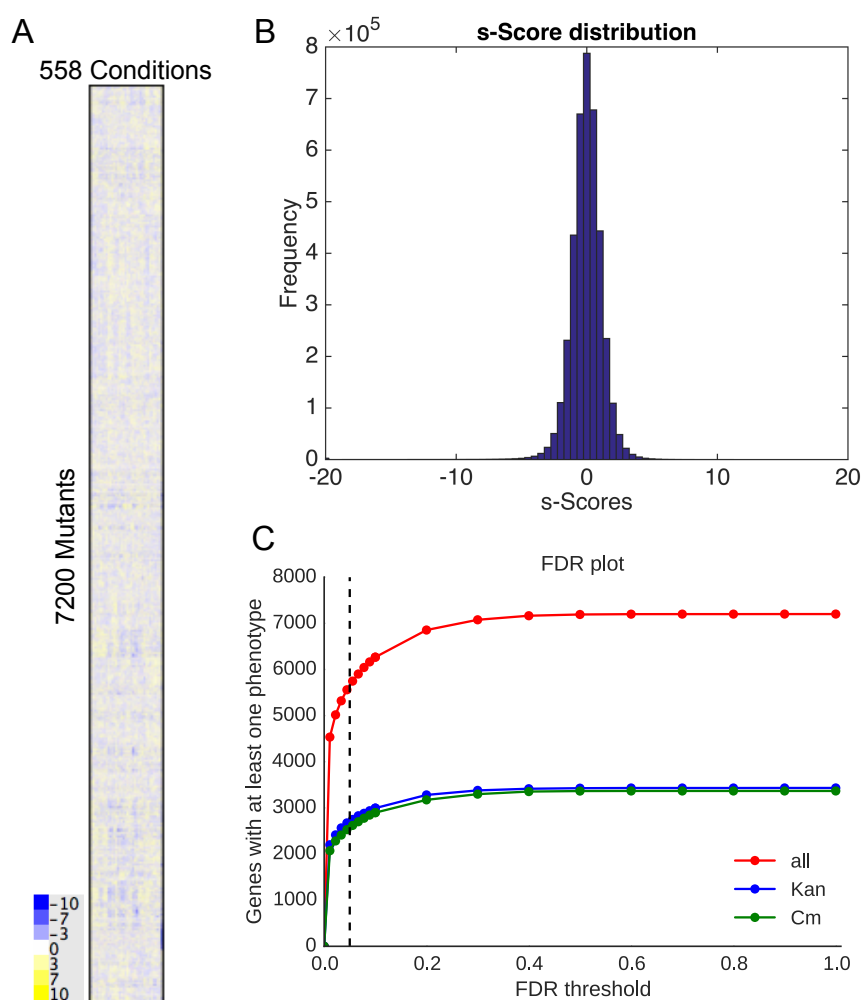 A
558 Conditions
7200 Mutants
-10
-7
-3
0
3
7
10
B
s-Score distribution
×10⁵
8
7
6
5
4
3
2
1
0
Frequency
-20
-10
0
10
20
s-Scores
C
FDR plot
8000
7000
6000
5000
4000
3000
2000
1000
0
Genes with at least one phenotype
all
Kan
Cm
0.0
0.2
0.4
0.6
0.8
1.0
FDR threshold